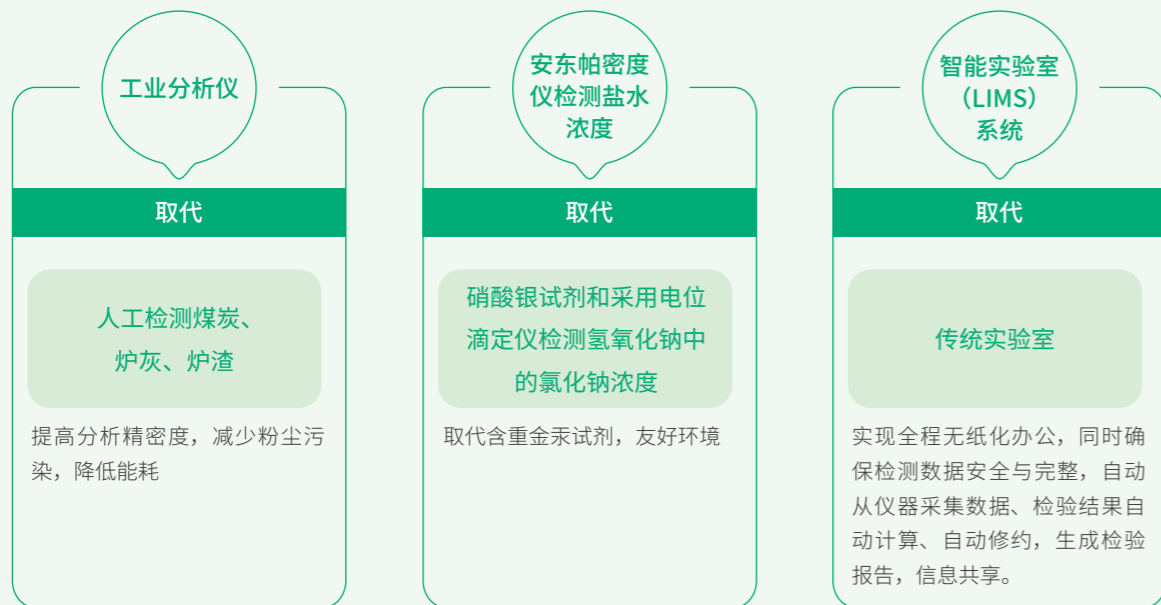 工业分析仪
取代
人工检测煤炭、
炉灰、炉渣
提高分析精密度，减少粉尘污
染，降低能耗
安东帕密度
仪检测盐水
浓度
取代
硝酸银试剂和采用电位
滴定仪检测氢氧化钠中
的氯化钠浓度
取代含重金汞试剂，友好环境
智能实验室
（LIMS）
系统
取代
传统实验室
实现全程无纸化办公，同时确
保检测数据安全与完整，自动
从仪器采集数据、检验结果自
动计算、自动修约，生成检验
报告，信息共享。